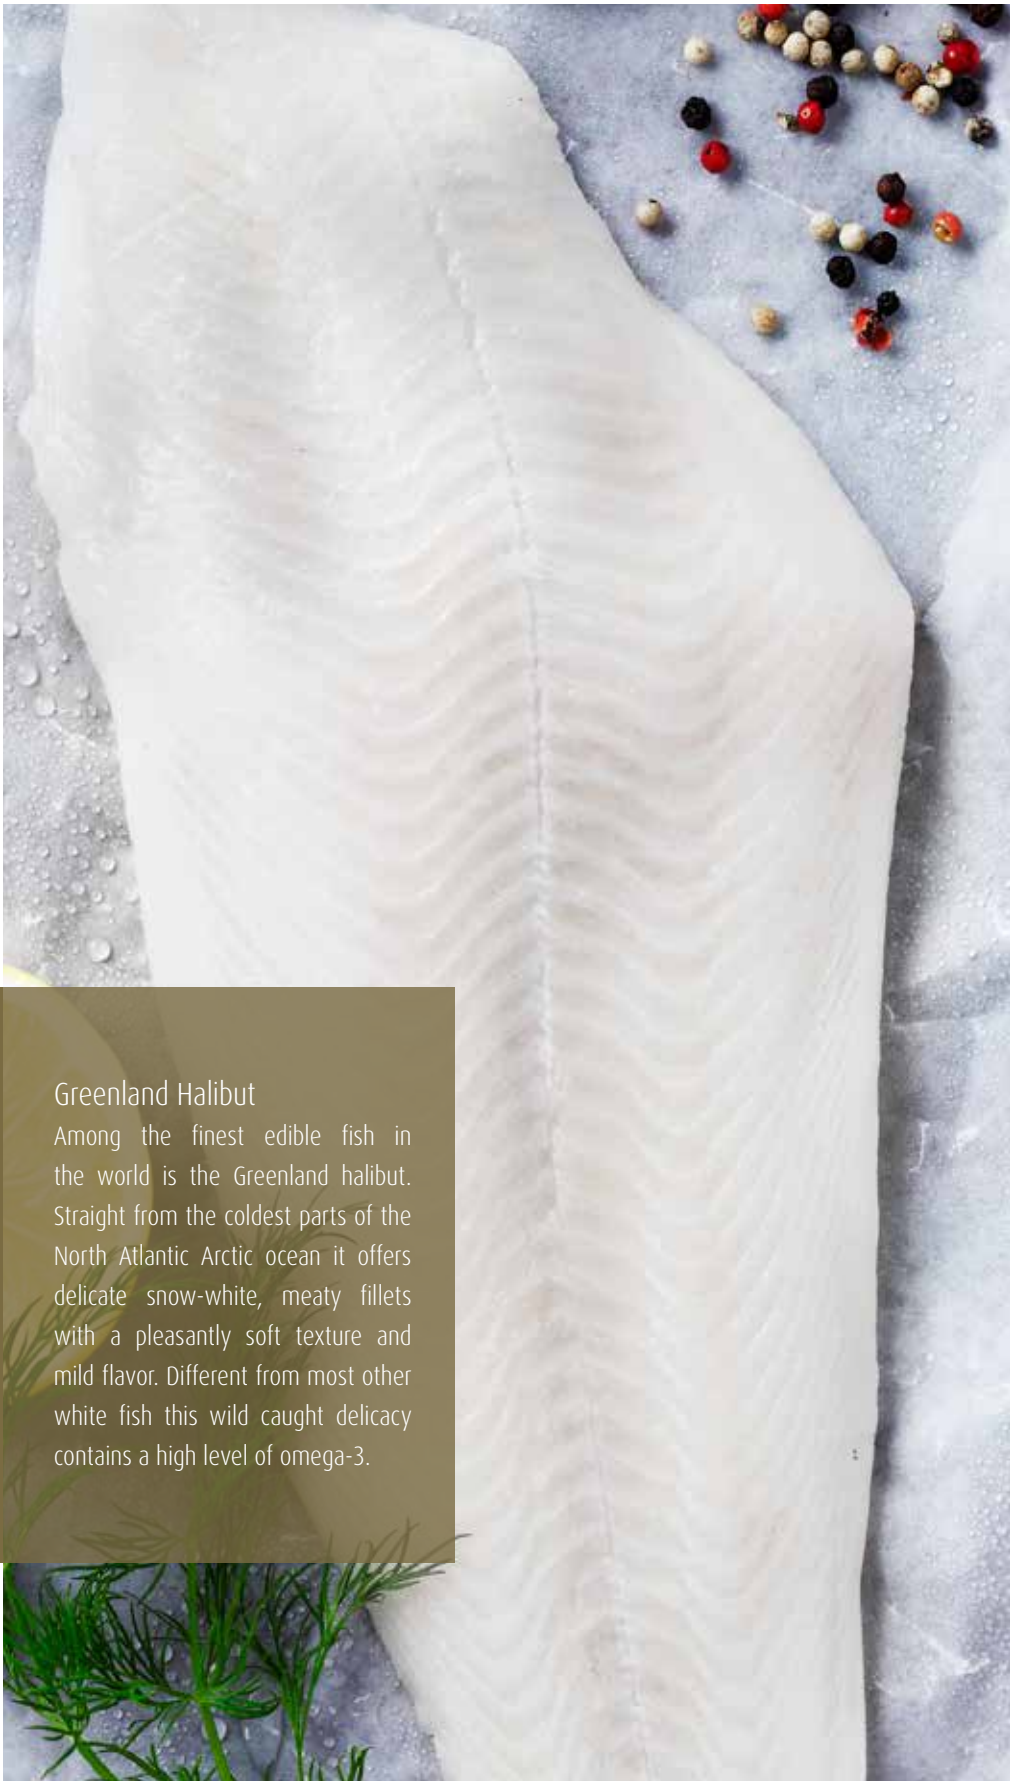 Greenland Halibut
Among the finest edible fish in
the world is the Greenland halibut.
Straight from the coldest parts of the
North Atlantic Arctic ocean it offers
delicate snow-white, meaty fillets
with a pleasantly soft texture and
mild flavor. Different from most other
white fish this wild caught delicacy
contains a high level of omega-3.